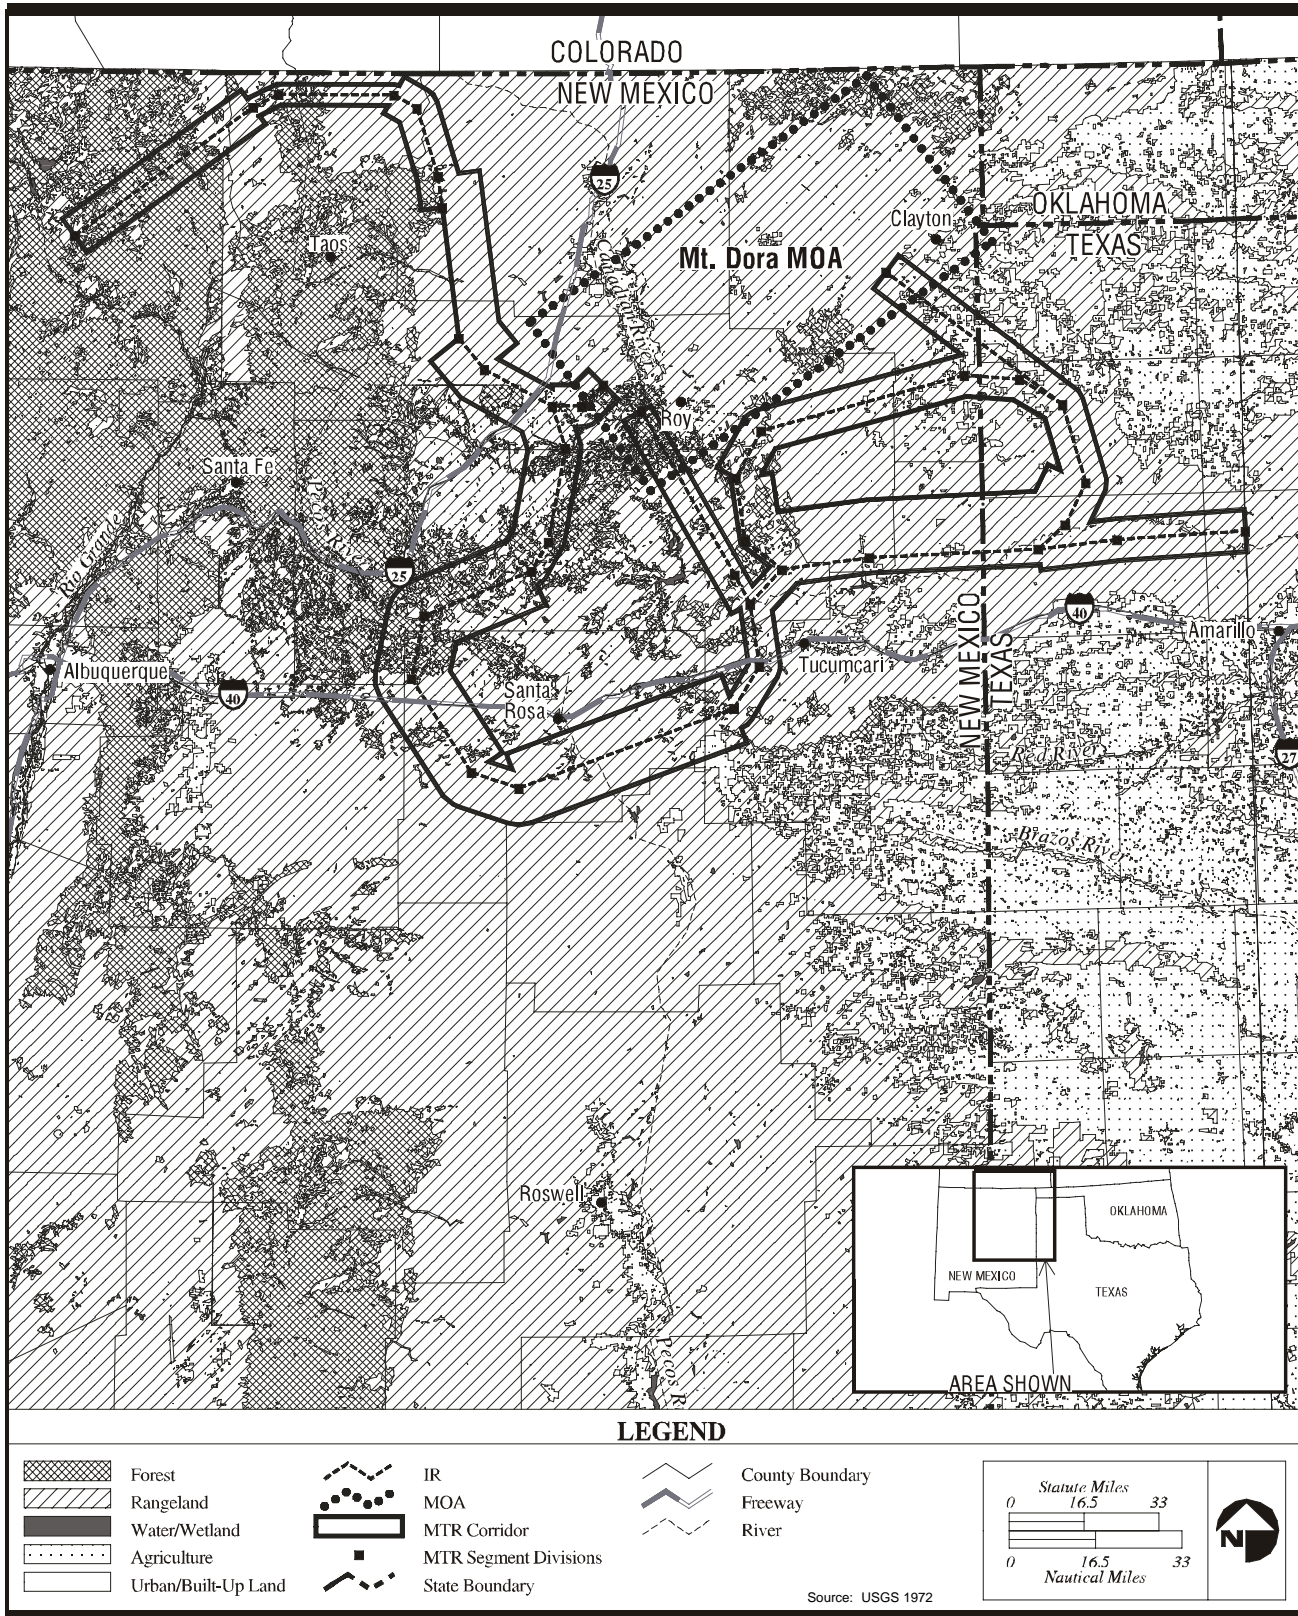 COLORADO
NEW MEXICO
25
Clayton
OKLAHOMA
TEXAS
Taos
Mt. Dora MOA
Canadian River
Roy
Santa Fe
Pecos River
Rio Grande
25
NEW MEXICO
TEXAS
40
Amarillo
Albuquerque
Tucumcari
40
Santa
Rosa
Red River
27
Brazos River
Roswell
Pecos R
OKLAHOMA
NEW MEXICO
TEXAS
AREA SHOWN
LEGEND
Forest
Rangeland
Water/Wetland
Agriculture
Urban/Built-Up Land
IR
MOA
MTR Corridor
MTR Segment Divisions
State Boundary
County Boundary
Freeway
River
Source: USGS 1972
Statute Miles
0 16.5 33
0 16.5 33
Nautical Miles
N